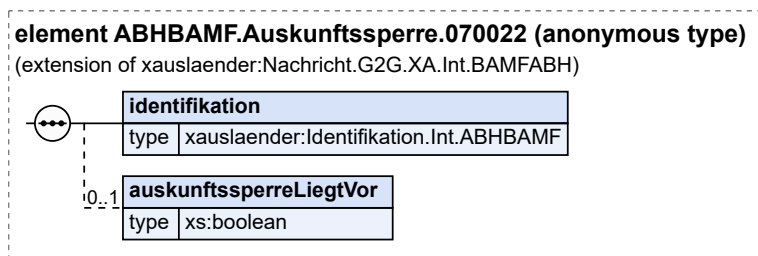 element ABHBAMF.Auskunftssperre.070022 (anonymous type)
(extension of xauslaender:Nachricht.G2G.XA.Int.BAMFABH)
identifikation
type xauslaender:Identifikation.Int.ABHBAMF
0..1
auskunftssperreLiegtVor
type xs:boolean